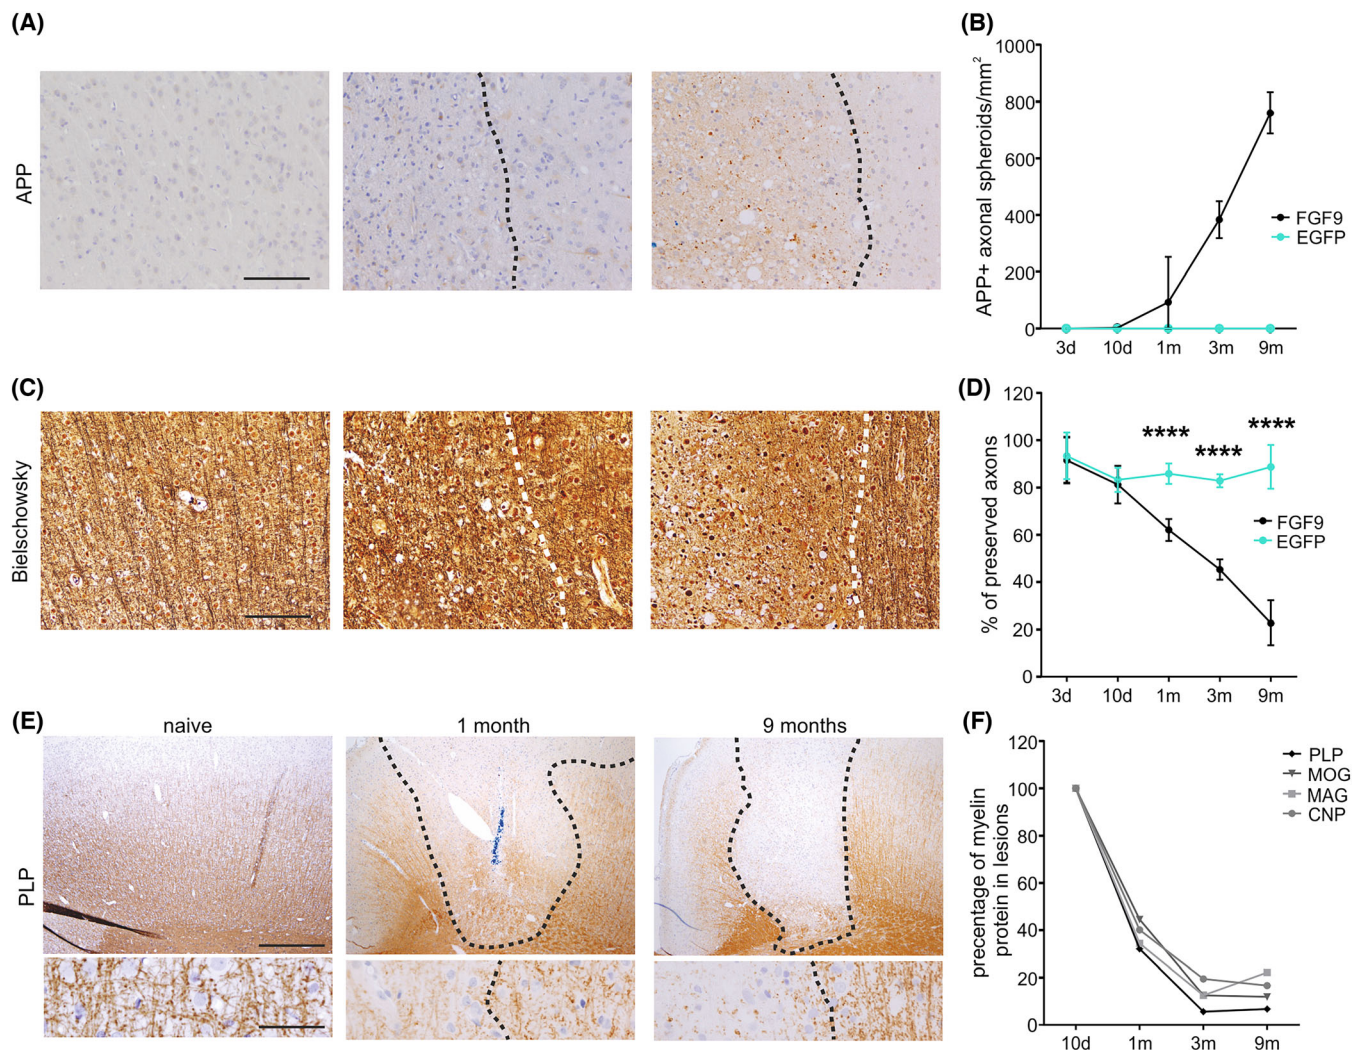 (A)
APP
(B)
APP+ axonal spheroids/mm²
1000
800
600
400
200
0
3d 10d 1m 3m 9m
FGF9
EGFP
(C)
Bielschowsky
(D)
% of preserved axons
120
100
80
60
40
20
0
**** **** ****
3d 10d 1m 3m 9m
FGF9
EGFP
(E)
naive 1 month 9 months
PLP
(F)
precentage of myelin
protein in lesions
120
100
80
60
40
20
0
10d 1m 3m 9m
PLP
MOG
MAG
CNP